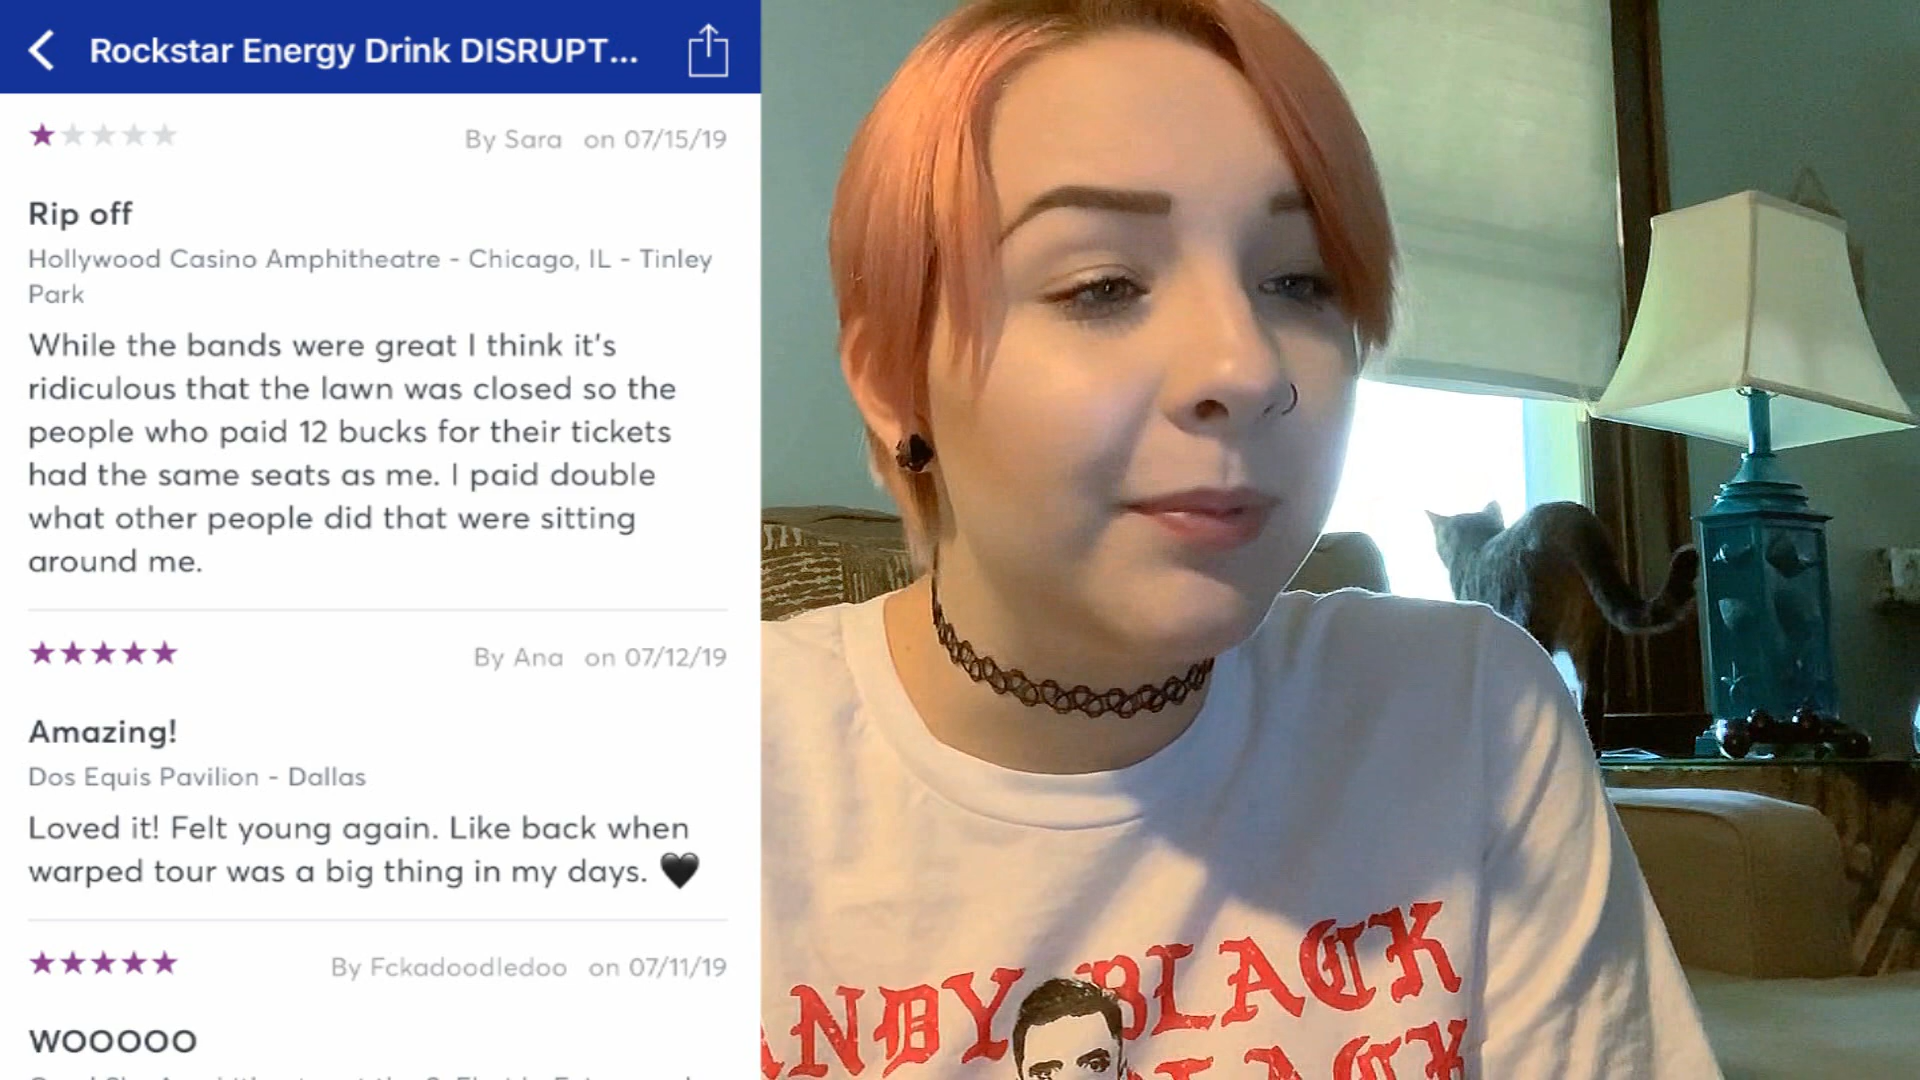 Rockstar Energy Drink DISRUPT...
By Sara on 07/15/19
Rip off
Hollywood Casino Amphitheatre - Chicago, IL - Tinley
Park
While the bands were great I think it's
ridiculous that the lawn was closed so the
people who paid 12 bucks for their tickets
had the same seats as me. I paid double
what other people did that were sitting
around me.
By Ana on 07/12/19
Amazing!
Dos Equis Pavilion - Dallas
Loved it! Felt young again. Like back when
warped tour was a big thing in my days. 🖤
By Fckadoodledoo on 07/11/19
WOOOOO
ANDY BLACK